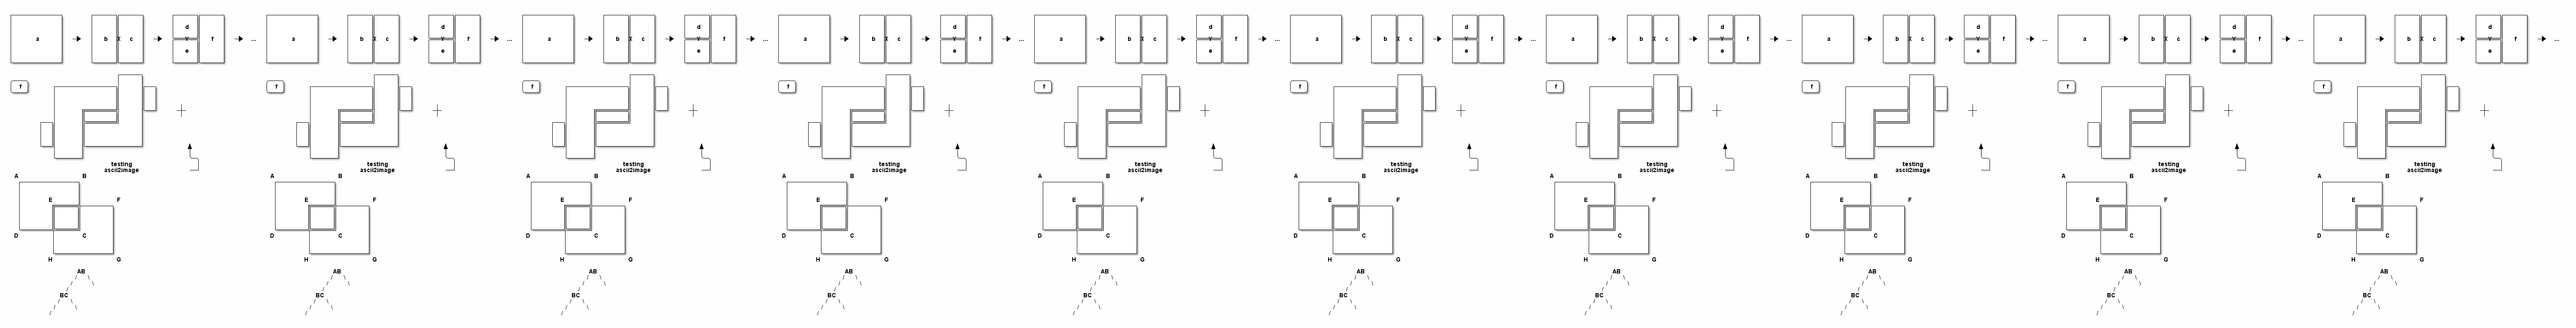 d d d d d d d d d d
a b X c Y f ... a b X c Y f ... a b X c Y f ... a b X c Y f ... a b X c Y f ... a b X c Y f ... a b X c Y f ... a b X c Y f ... a b X c Y f ... a b X c Y f ...
e e e e e e e e e e
f f f f f f f f f f
testing testing testing testing testing testing testing testing testing testing
ascii2image ascii2image ascii2image ascii2image ascii2image ascii2image ascii2image ascii2image ascii2image ascii2image
A B A B A B A B A B A B A B A B A B A B
E F E F E F E F E F E F E F E F E F E F
D C D C D C D C D C D C D C D C D C D C
H G H G H G H G H G H G H G H G H G H G
AB AB AB AB AB AB AB AB AB AB
BC BC BC BC BC BC BC BC BC BC